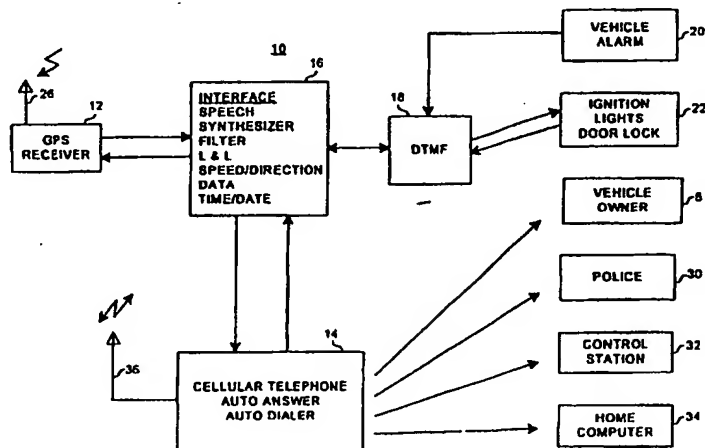 10
VEHICLE
ALARM
20
16
INTERFACE
SPEECH
SYNTHESIZER
FILTER
L & L
SPEED/DIRECTION
DATA
TIME/DATE
26
12
GPS
RECEIVER
18
DTMF
IGNITION
LIGHTS
DOOR LOCK
22
VEHICLE
OWNER
8
POLICE
30
CONTROL
STATION
32
HOME
COMPUTER
34
14
CELLULAR TELEPHONE
AUTO ANSWER
AUTO DIALER
36